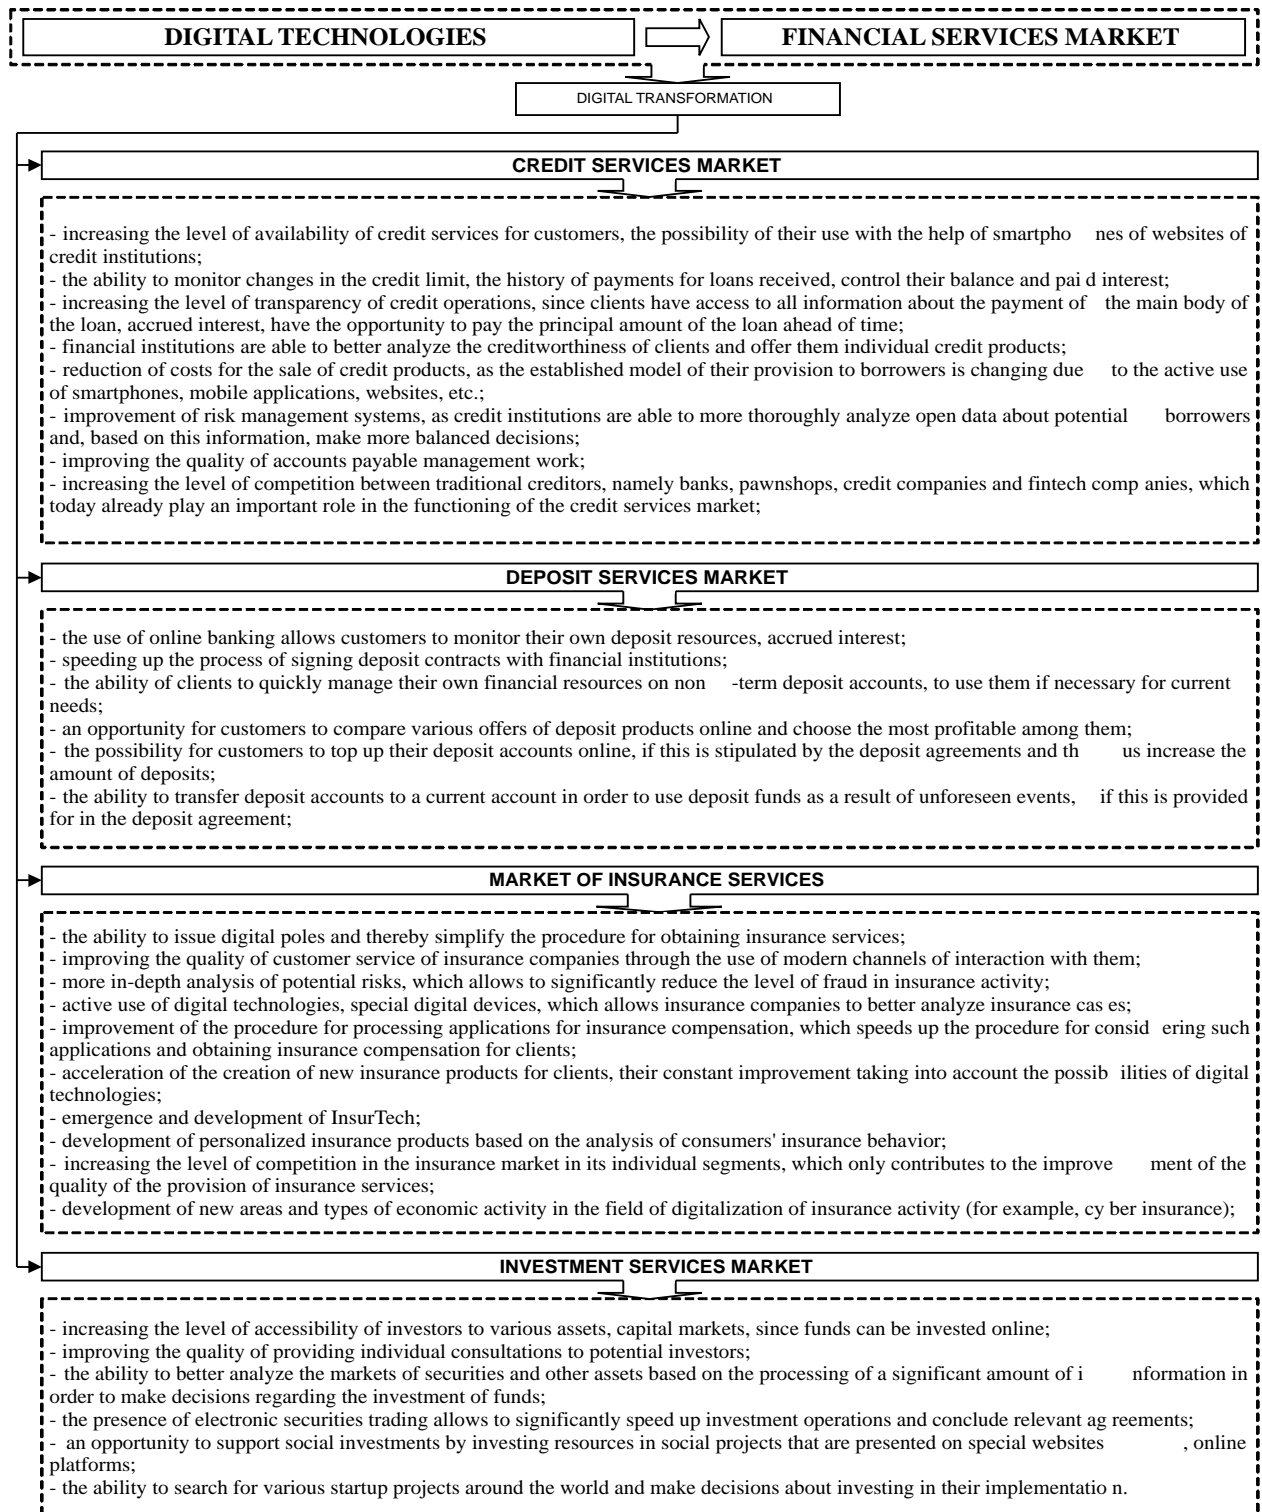 DIGITAL TECHNOLOGIES
FINANCIAL SERVICES MARKET
DIGITAL TRANSFORMATION
CREDIT SERVICES MARKET
- increasing the level of availability of credit services for customers, the possibility of their use with the help of smartpho nes of websites of
credit institutions;
- the ability to monitor changes in the credit limit, the history of payments for loans received, control their balance and pai d interest;
- increasing the level of transparency of credit operations, since clients have access to all information about the payment of the main body of
the loan, accrued interest, have the opportunity to pay the principal amount of the loan ahead of time;
- financial institutions are able to better analyze the creditworthiness of clients and offer them individual credit products;
- reduction of costs for the sale of credit products, as the established model of their provision to borrowers is changing due to the active use
of smartphones, mobile applications, websites, etc.;
- improvement of risk management systems, as credit institutions are able to more thoroughly analyze open data about potential borrowers
and, based on this information, make more balanced decisions;
- improving the quality of accounts payable management work;
- increasing the level of competition between traditional creditors, namely banks, pawnshops, credit companies and fintech comp anies, which
today already play an important role in the functioning of the credit services market;
DEPOSIT SERVICES MARKET
- the use of online banking allows customers to monitor their own deposit resources, accrued interest;
- speeding up the process of signing deposit contracts with financial institutions;
- the ability of clients to quickly manage their own financial resources on non -term deposit accounts, to use them if necessary for current
needs;
- an opportunity for customers to compare various offers of deposit products online and choose the most profitable among them;
- the possibility for customers to top up their deposit accounts online, if this is stipulated by the deposit agreements and th us increase the
amount of deposits;
- the ability to transfer deposit accounts to a current account in order to use deposit funds as a result of unforeseen events, if this is provided
for in the deposit agreement;
MARKET OF INSURANCE SERVICES
- the ability to issue digital poles and thereby simplify the procedure for obtaining insurance services;
- improving the quality of customer service of insurance companies through the use of modern channels of interaction with them;
- more in-depth analysis of potential risks, which allows to significantly reduce the level of fraud in insurance activity;
- active use of digital technologies, special digital devices, which allows insurance companies to better analyze insurance cas es;
- improvement of the procedure for processing applications for insurance compensation, which speeds up the procedure for consid ering such
applications and obtaining insurance compensation for clients;
- acceleration of the creation of new insurance products for clients, their constant improvement taking into account the possib ilities of digital
technologies;
- emergence and development of InsurTech;
- development of personalized insurance products based on the analysis of consumers' insurance behavior;
- increasing the level of competition in the insurance market in its individual segments, which only contributes to the improve ment of the
quality of the provision of insurance services;
- development of new areas and types of economic activity in the field of digitalization of insurance activity (for example, cy ber insurance);
INVESTMENT SERVICES MARKET
- increasing the level of accessibility of investors to various assets, capital markets, since funds can be invested online;
- improving the quality of providing individual consultations to potential investors;
- the ability to better analyze the markets of securities and other assets based on the processing of a significant amount of i nformation in
order to make decisions regarding the investment of funds;
- the presence of electronic securities trading allows to significantly speed up investment operations and conclude relevant ag reements;
- an opportunity to support social investments by investing resources in social projects that are presented on special websites , online
platforms;
- the ability to search for various startup projects around the world and make decisions about investing in their implementatio n.